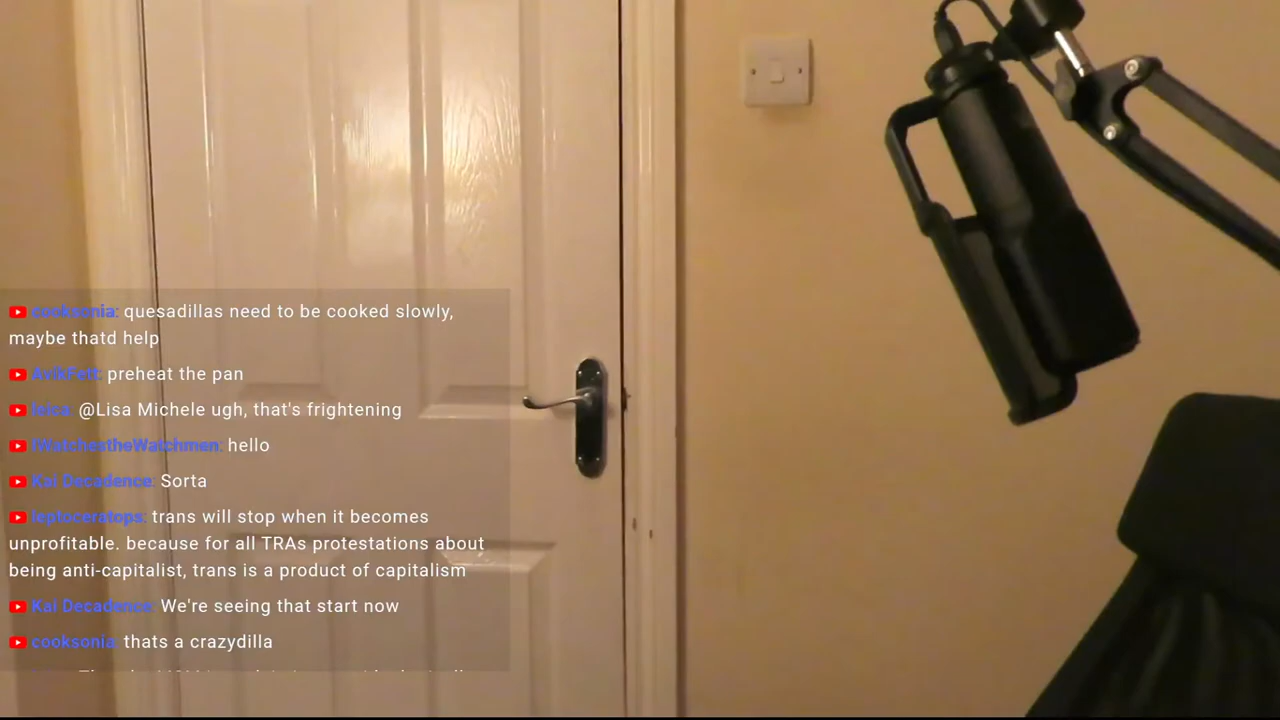 cooksonia: quesadillas need to be cooked slowly,
maybe thatd help
AvikFett: preheat the pan
leica: @Lisa Michele ugh, that's frightening
IWatcheatheWatchmen: hello
Kai Decadence: Sorta
leptoceratops: trans will stop when it becomes
unprofitable. because for all TRAs protestations about
being anti-capitalist, trans is a product of capitalism
Kai Decadence: We're seeing that start now
cooksonia: thats a crazydilla